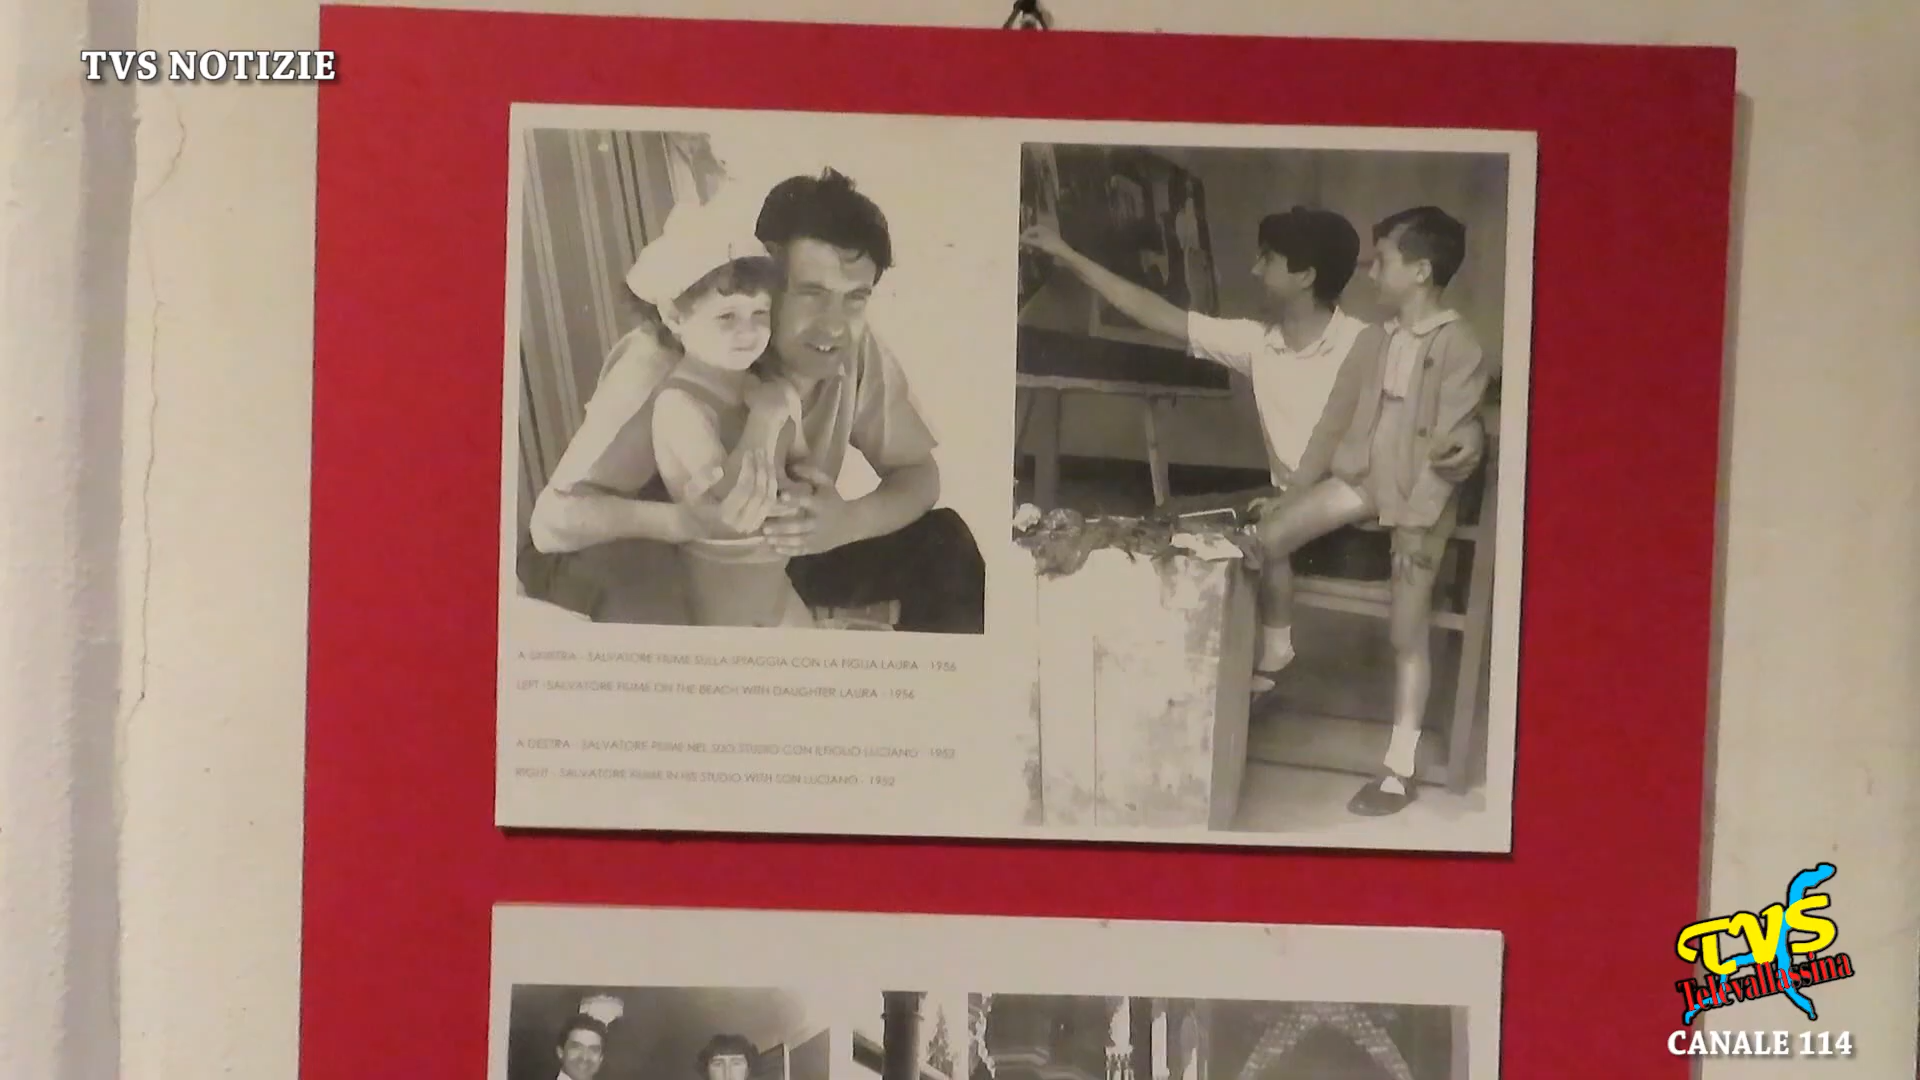 TVS NOTIZIE
A SINISTRA - SALVATORE FIUME SULLA SPIAGGIA CON LA FIGLIA LAURA - 1956
LEFT - SALVATORE FIUME ON THE BEACH WITH DAUGHTER LAURA - 1956
A DESTRA - SALVATORE FIUME NEL SUO STUDIO CON IL FIGLIO LUCIANO - 1952
RIGHT - SALVATORE FIUME IN HIS STUDIO WITH SON LUCIANO - 1952
TVS
Televallassina
CANALE 114